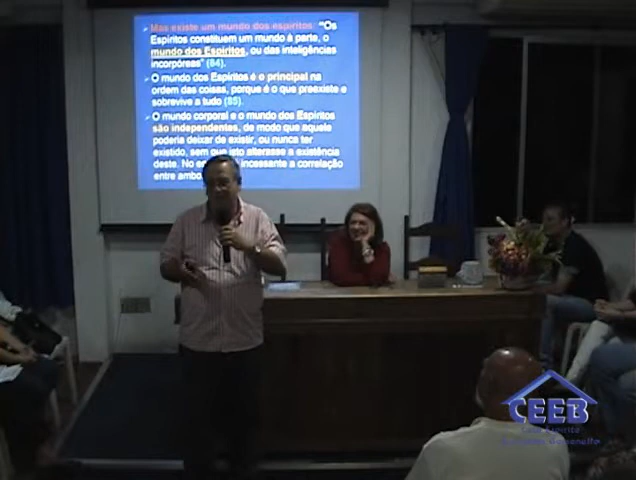 Mas existe um mundo dos espíritos: "Os
Espíritos constituem um mundo à parte, o
mundo dos Espíritos, ou das inteligências
incorpóreas" (84).
O mundo dos Espíritos é o principal na
ordem das coisas, porque é o que preexiste e
sobrevive a tudo (85).
O mundo corporal e o mundo dos Espíritos
são independentes, de modo que aquele
poderia deixar de existir, ou nunca ter
existido, sem que isto alterasse a existência
deste. No incessante a correlação
entre
CEEB
Casa Espírita